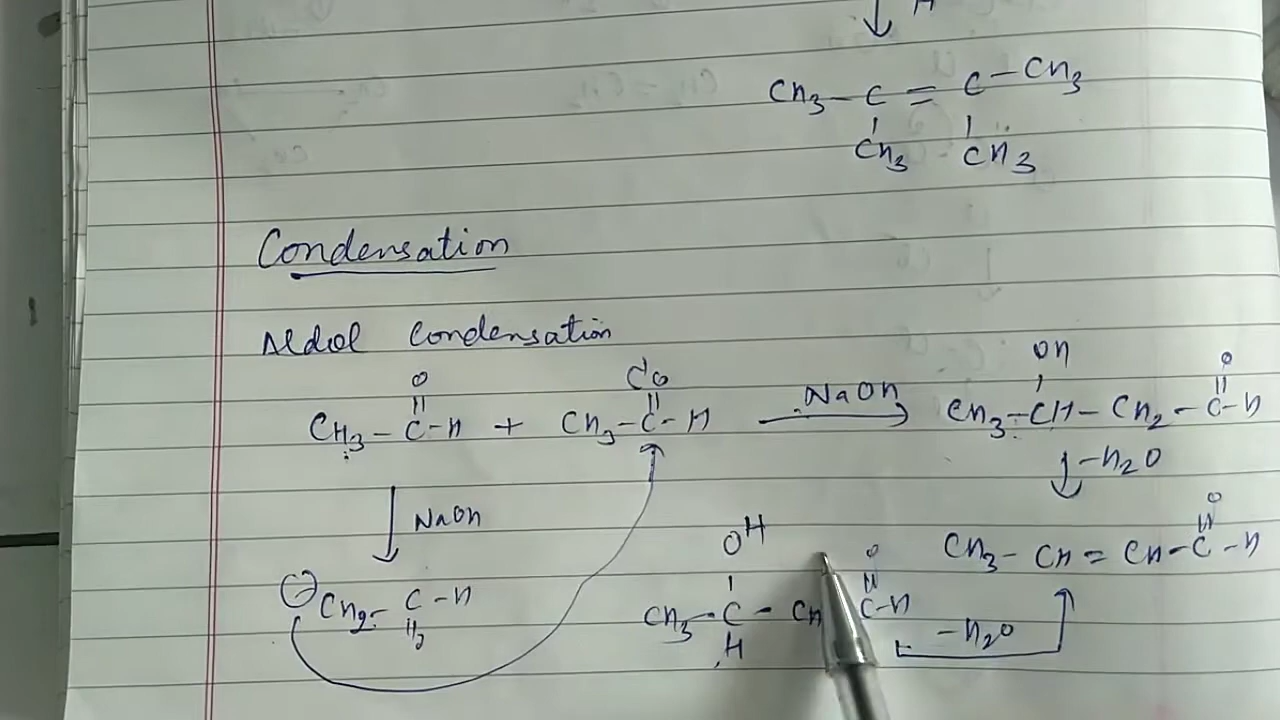 H
CH3-C=C-CH3
CH3 CH3
Condensation
Aldol Condensation
O O OH O
CH3-C-H + CH3-C-H NaOH CH3-CH-CH2-C-H
-H2O
NaOH OH O O
CH3-CH=CH-C-H
⊖CH2-C-H CH3-C-CH C-H
H -H2O